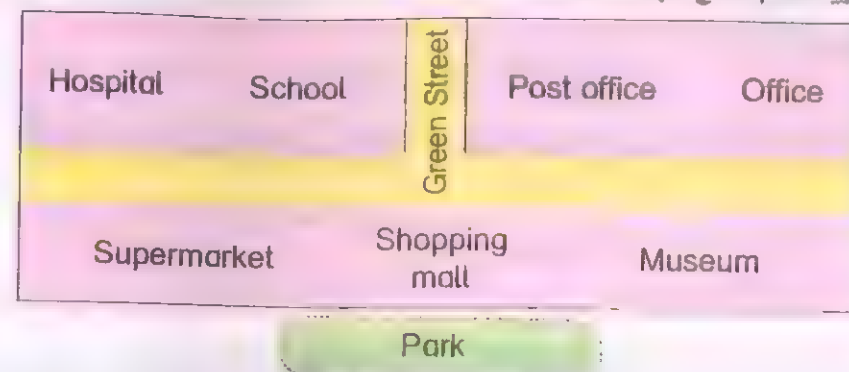 Hospital
School
Green Street
Post office
Office
Supermarket
Shopping
mall
Museum
Park